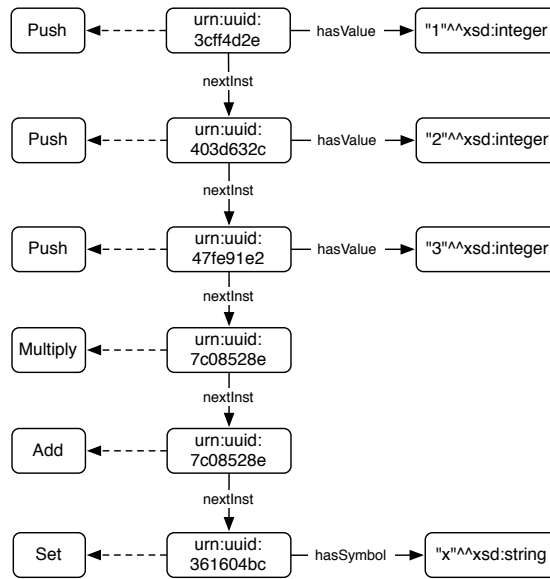 Push
urn:uuid:
3cff4d2e
hasValue
"1"^^xsd:integer
nextInst
Push
urn:uuid:
403d632c
hasValue
"2"^^xsd:integer
nextInst
Push
urn:uuid:
47fe91e2
hasValue
"3"^^xsd:integer
nextInst
Multiply
urn:uuid:
7c08528e
nextInst
Add
urn:uuid:
7c08528e
nextInst
Set
urn:uuid:
361604bc
hasSymbol
"x"^^xsd:string